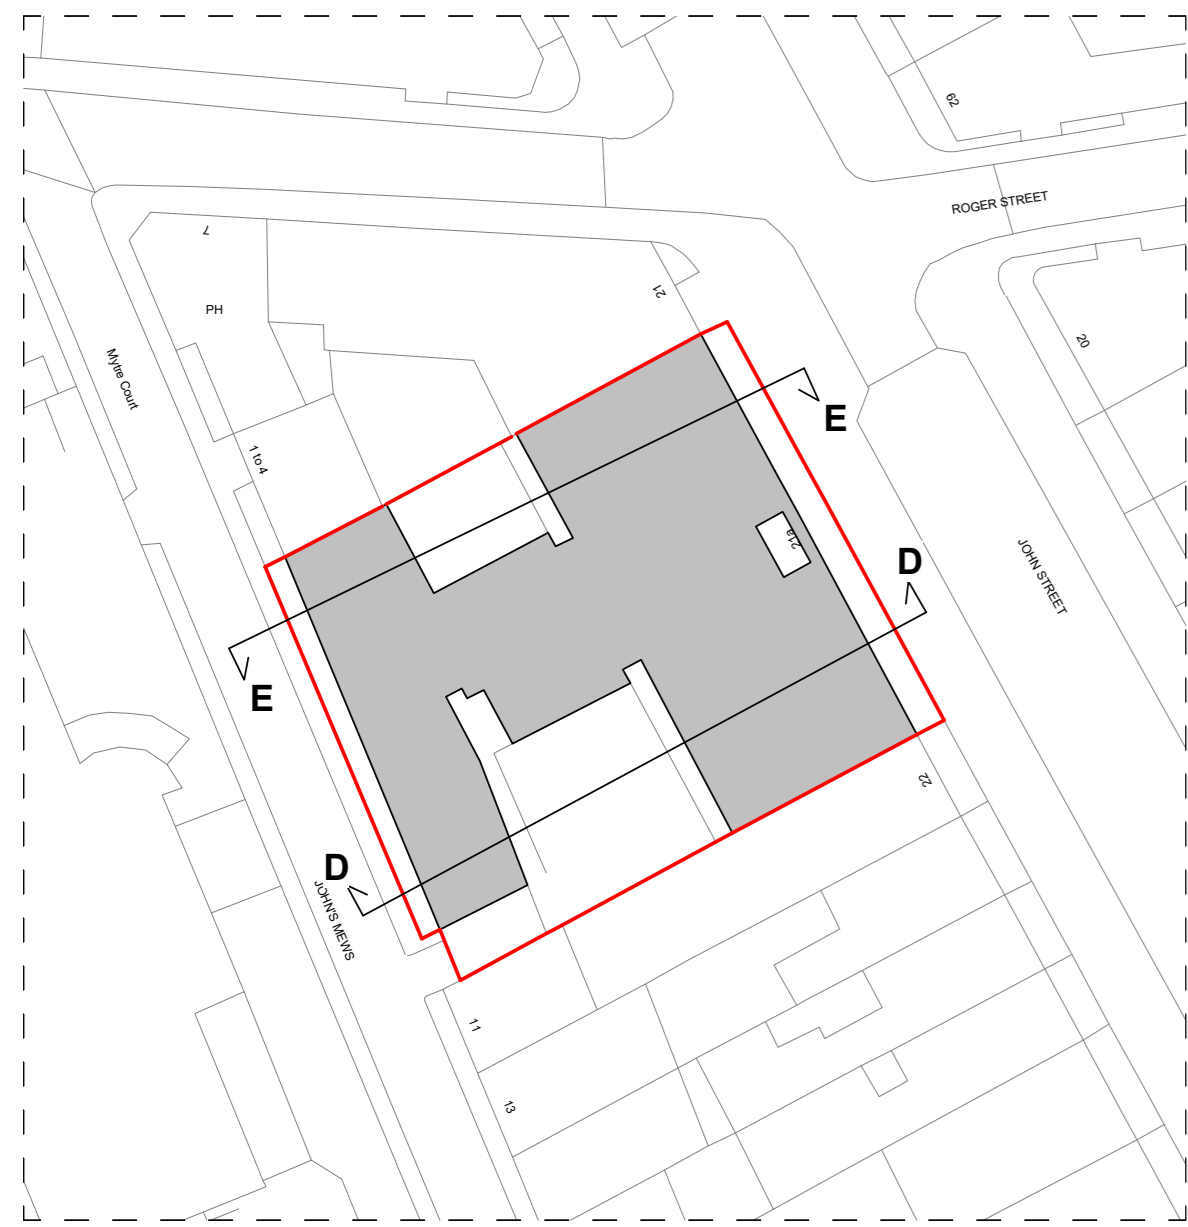 62
ROGER STREET
7
21
PH
20
Mytre Court
E
1 to 4
21a
D
JOHN STREET
E
22
D
JOHN'S MEWS
11
13